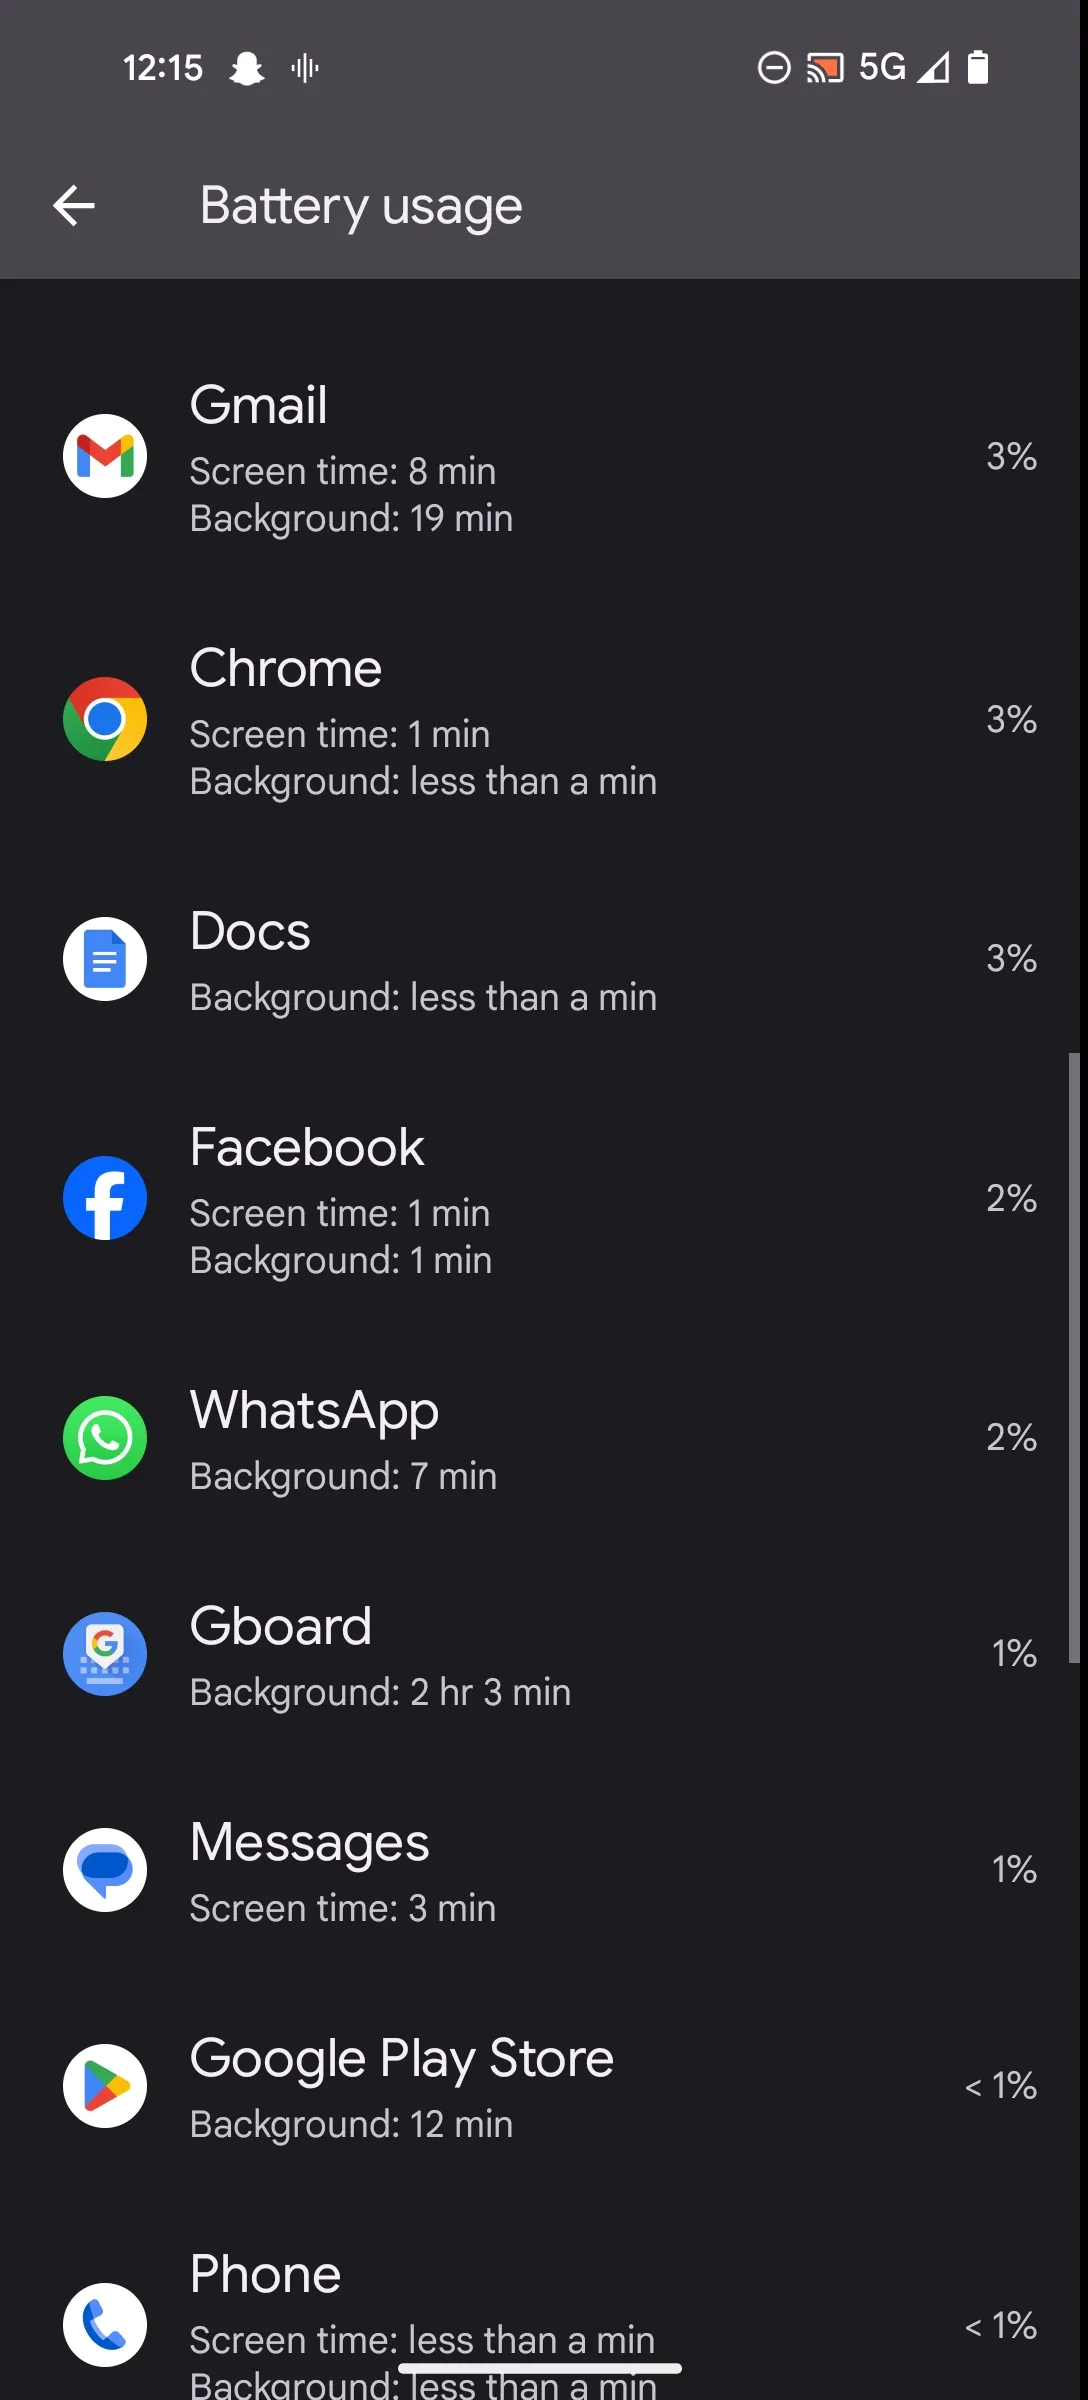 12:15
5G
Battery usage
Gmail
Screen time: 8 min
Background: 19 min
3%
Chrome
Screen time: 1 min
Background: less than a min
3%
Docs
Background: less than a min
3%
Facebook
Screen time: 1 min
Background: 1 min
2%
WhatsApp
Background: 7 min
2%
Gboard
Background: 2 hr 3 min
1%
Messages
Screen time: 3 min
1%
Google Play Store
Background: 12 min
< 1%
Phone
Screen time: less than a min
Background: less than a min
< 1%